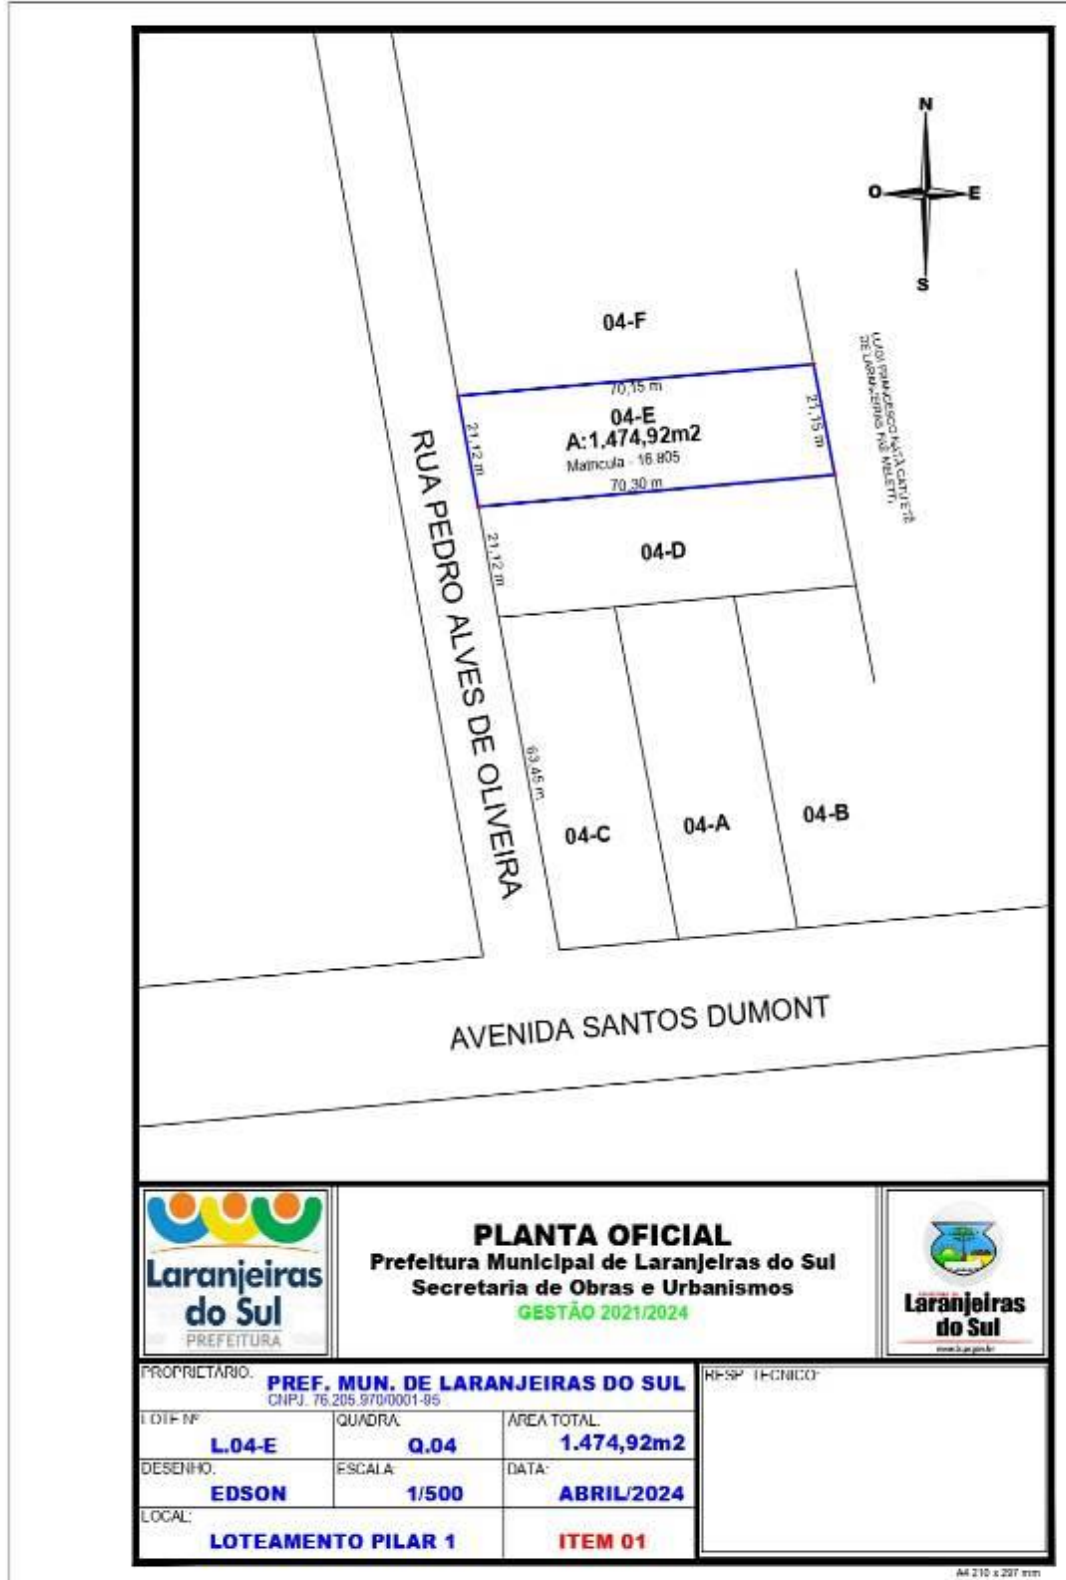 N
O
E
S
04-F
70,15 m
04-E
A:1.474,92m2
Matricula - 16.805
70,30 m
21,12 m
21,15 m
RUA PEDRO ALVES DE OLIVEIRA
21,12 m
04-D
63,45 m
04-C
04-A
04-B
AVENIDA SANTOS DUMONT
Laranjeiras
do Sul
PREFEITURA
PLANTA OFICIAL
Prefeitura Municipal de Laranjeiras do Sul
Secretaria de Obras e Urbanismos
GESTÃO 2021/2024
Laranjeiras
do Sul
PROPRIETÁRIO:
PREF. MUN. DE LARANJEIRAS DO SUL
CNPJ. 76.205.970/0001-95
RESP. TECNICO:
LOTE Nº
L.04-E
QUADRA:
Q.04
ÁREA TOTAL:
1.474,92m2
DESENHO:
EDSON
ESCALA:
1/500
DATA:
ABRIL/2024
LOCAL:
LOTEAMENTO PILAR 1
ITEM 01
A4 210 x 297 mm